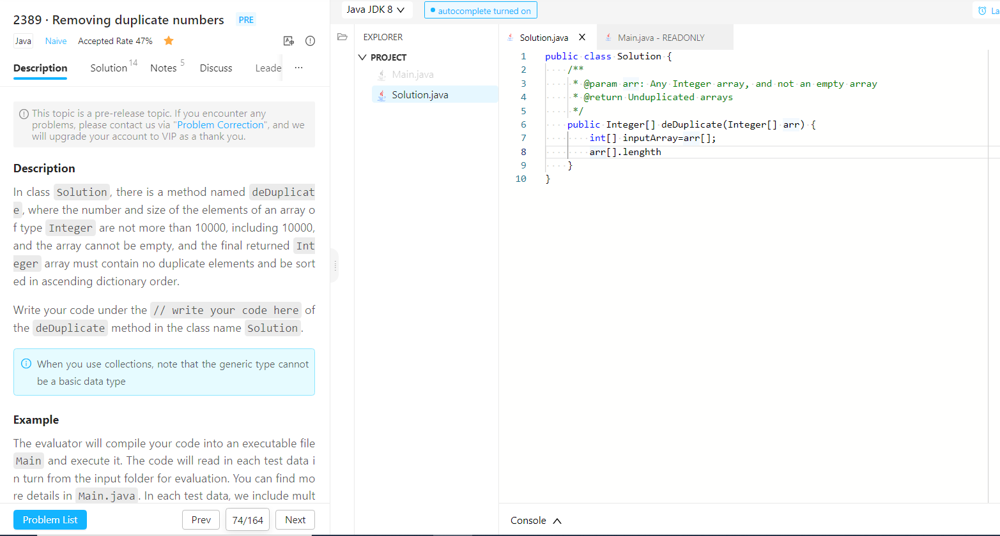 2389 · Removing duplicate numbers PRE
Java Naive Accepted Rate 47%
Description Solution 14 Notes 5 Discuss Leade ···
This topic is a pre-release topic. If you encounter any
problems, please contact us via "Problem Correction", and we
will upgrade your account to VIP as a thank you.
Description
In class Solution, there is a method named deDuplicat
e, where the number and size of the elements of an array o
f type Integer are not more than 10000, including 10000,
and the array cannot be empty, and the final returned Int
eger array must contain no duplicate elements and be sort
ed in ascending dictionary order.
Write your code under the // write your code here of
the deDuplicate method in the class name Solution.
When you use collections, note that the generic type cannot
be a basic data type
Example
The evaluator will compile your code into an executable file
Main and execute it. The code will read in each test data i
n turn from the input folder for evaluation. You can find mo
re details in Main.java. In each test data, we include mult
Problem List Prev 74/164 Next
Java JDK 8 autocomplete turned on La
EXPLORER
PROJECT
Main.java
Solution.java
Solution.java X Main.java - READONLY
1 public class Solution {
2 /**
3 * @param arr: Any Integer array, and not an empty array
4 * @return Unduplicated arrays
5 */
6 public Integer[] deDuplicate(Integer[] arr) {
7 int[] inputArray=arr[];
8 arr[].lenghth
9 }
10 }
Console